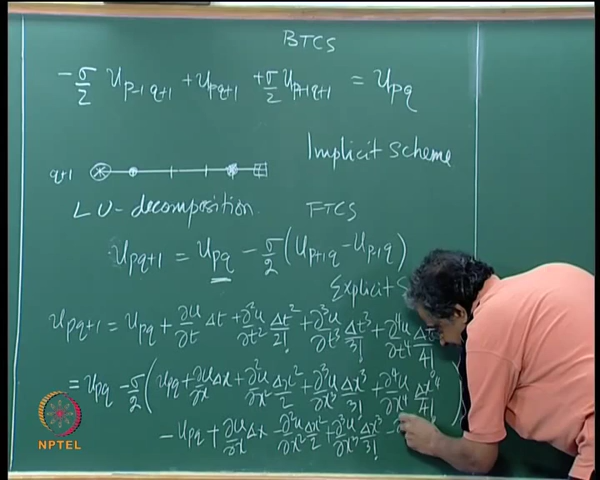 BTCS
-σ/2 u_{p-1 q+1} + u_{pq+1} + σ/2 u_{p+1 q+1} = u_{pq}
Implicit Scheme
q+1
LU-decomposition
FTCS
u_{pq+1} = u_{pq} - σ/2 (u_{p+1 q} - u_{p-1 q})
Explicit S
u_{pq+1} = u_{pq} + ∂u/∂t Δt + ∂²u/∂t² Δt²/2! + ∂³u/∂t³ Δt³/3! + ∂⁴u/∂t⁴ Δt⁴/4!
= u_{pq} - σ/2 ( u_{pq} + ∂u/∂x Δx + ∂²u/∂x² Δx²/2! + ∂³u/∂x³ Δx³/3! + ∂⁴u/∂x⁴ Δx⁴/4! )
- u_{pq} + ∂u/∂x Δx - ∂²u/∂x² Δx²/2 + ∂³u/∂x³ Δx³/3! -
NPTEL